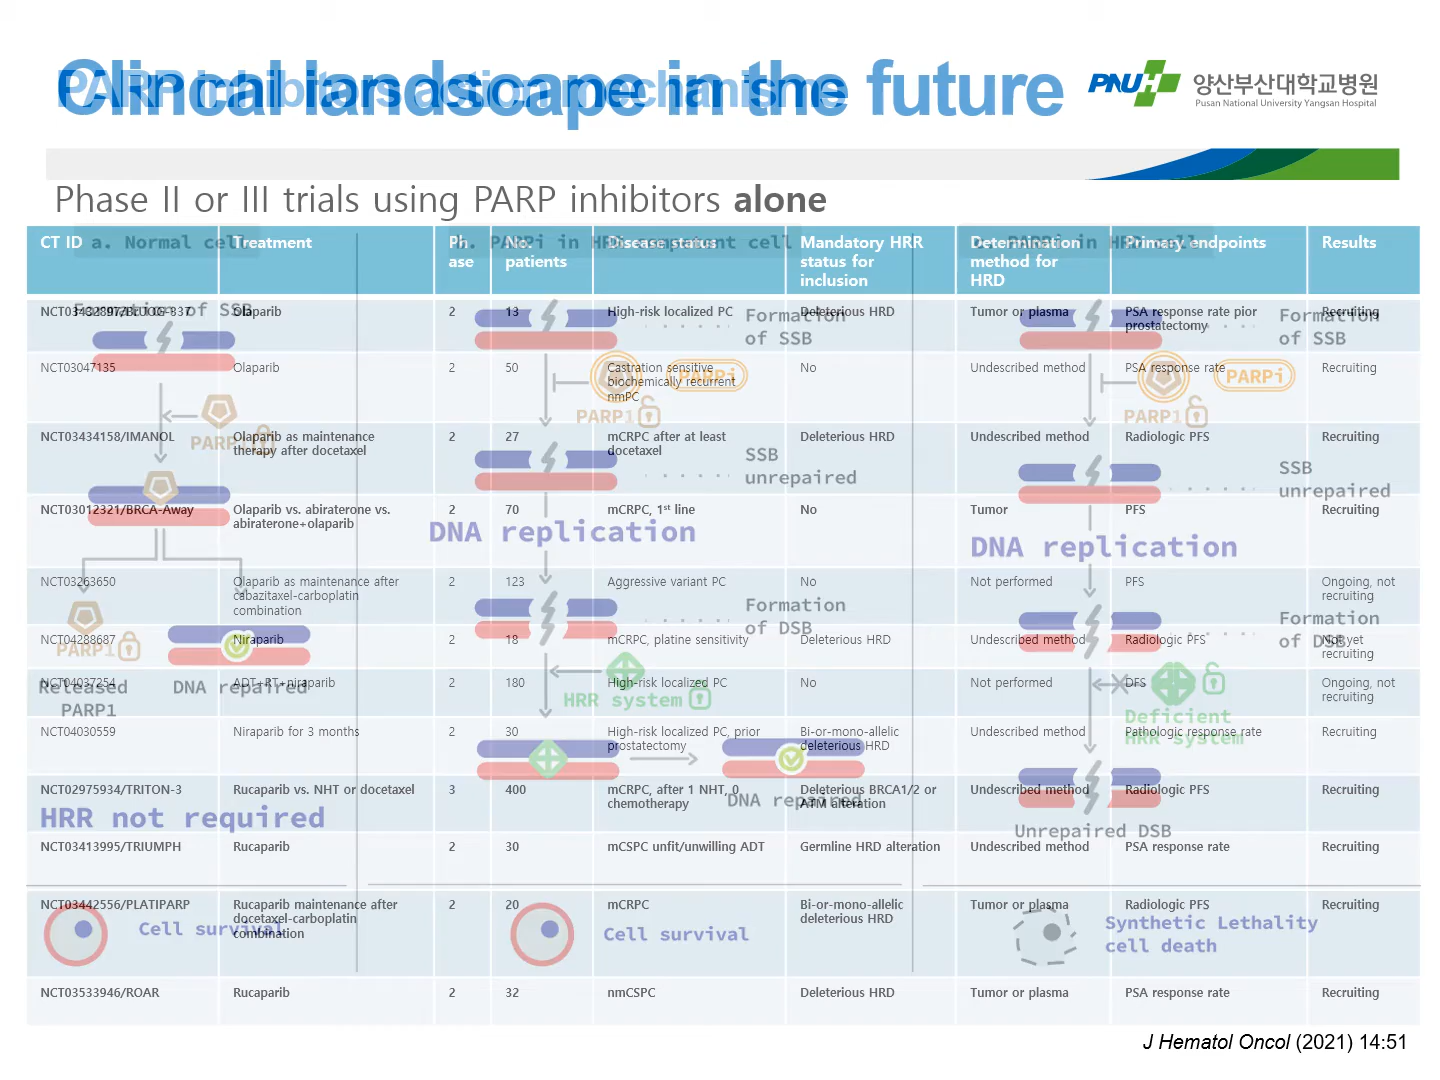 Clinical landscape in the future
PARP inhibitors action mechanisms
PNUH 양산부산대학교병원
Pusan National University Yangsan Hospital
Phase II or III trials using PARP inhibitors alone
CT ID Treatment Ph No. Disease status Mandatory HRR Determination Primary endpoints Results
ase patients status for method for
inclusion HRD
a. Normal cell b. PARPi in HRR competent cell PARPi in HRR cell
NCT03432897/BLUOG-837 Olaparib 2 13 High-risk localized PC Deleterious HRD Tumor or plasma PSA response rate pior Recruiting
prostatectomy
Formation of SSB
Formation
of SSB
Formation
of SSB
NCT03047135 Olaparib 2 50 Castration sensitive No Undescribed method PSA response rate Recruiting
biochemically recurrent
nmPC
PARPi PARPi
PARP1 PARP1 PARP1
NCT03434158/IMANOL Olaparib as maintenance 2 27 mCRPC after at least Deleterious HRD Undescribed method Radiologic PFS Recruiting
therapy after docetaxel docetaxel
SSB
unrepaired
SSB
unrepaired
NCT03012321/BRCA-Away Olaparib vs. abiraterone vs. 2 70 mCRPC, 1st line No Tumor PFS Recruiting
abiraterone+olaparib
DNA replication DNA replication
NCT03263650 Olaparib as maintenance after 2 123 Aggressive variant PC No Not performed PFS Ongoing, not
cabazitaxel-carboplatin recruiting
combination
Formation
of DSB
Formation
of DSB
NCT04288687 Niraparib 2 18 mCRPC, platine sensitivity Deleterious HRD Undescribed method Radiologic PFS Not yet
recruiting
PARP1
NCT04037254 ADT+RT+niraparib 2 180 High-risk localized PC No Not performed DFS Ongoing, not
recruiting
Released
PARP1
DNA repaired
HRR system
Deficient
HRR system
NCT04030559 Niraparib for 3 months 2 30 High-risk localized PC, prior Bi-or-mono-allelic Undescribed method Pathologic response rate Recruiting
prostatectomy deleterious HRD
NCT02975934/TRITON-3 Rucaparib vs. NHT or docetaxel 3 400 mCRPC, after 1 NHT, 0 Deleterious BRCA1/2 or Undescribed method Radiologic PFS Recruiting
chemotherapy ATM alteration
DNA repaired
HRR not required
Unrepaired DSB
NCT03413995/TRIUMPH Rucaparib 2 30 mCSPC unfit/unwilling ADT Germline HRD alteration Undescribed method PSA response rate Recruiting
NCT03442556/PLATIPARP Rucaparib maintenance after 2 20 mCRPC Bi-or-mono-allelic Tumor or plasma Radiologic PFS Recruiting
docetaxel-carboplatin deleterious HRD
combination
Cell survival Cell survival Synthetic Lethality
cell death
NCT03533946/ROAR Rucaparib 2 32 nmCSPC Deleterious HRD Tumor or plasma PSA response rate Recruiting
J Hematol Oncol (2021) 14:51